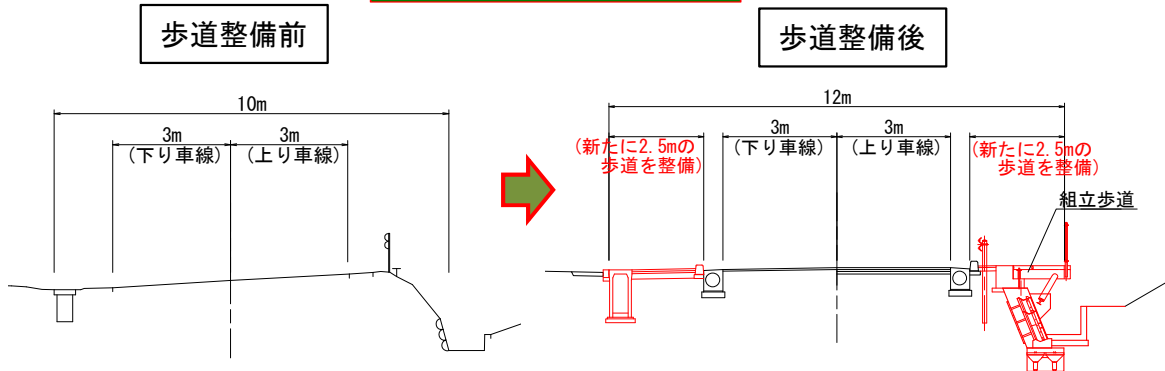 歩道整備前
歩道整備後
10m
3m
(下り車線)
3m
(上り車線)
12m
(新たに2.5mの
歩道を整備)
3m
(下り車線)
3m
(上り車線)
(新たに2.5mの
歩道を整備)
組立歩道